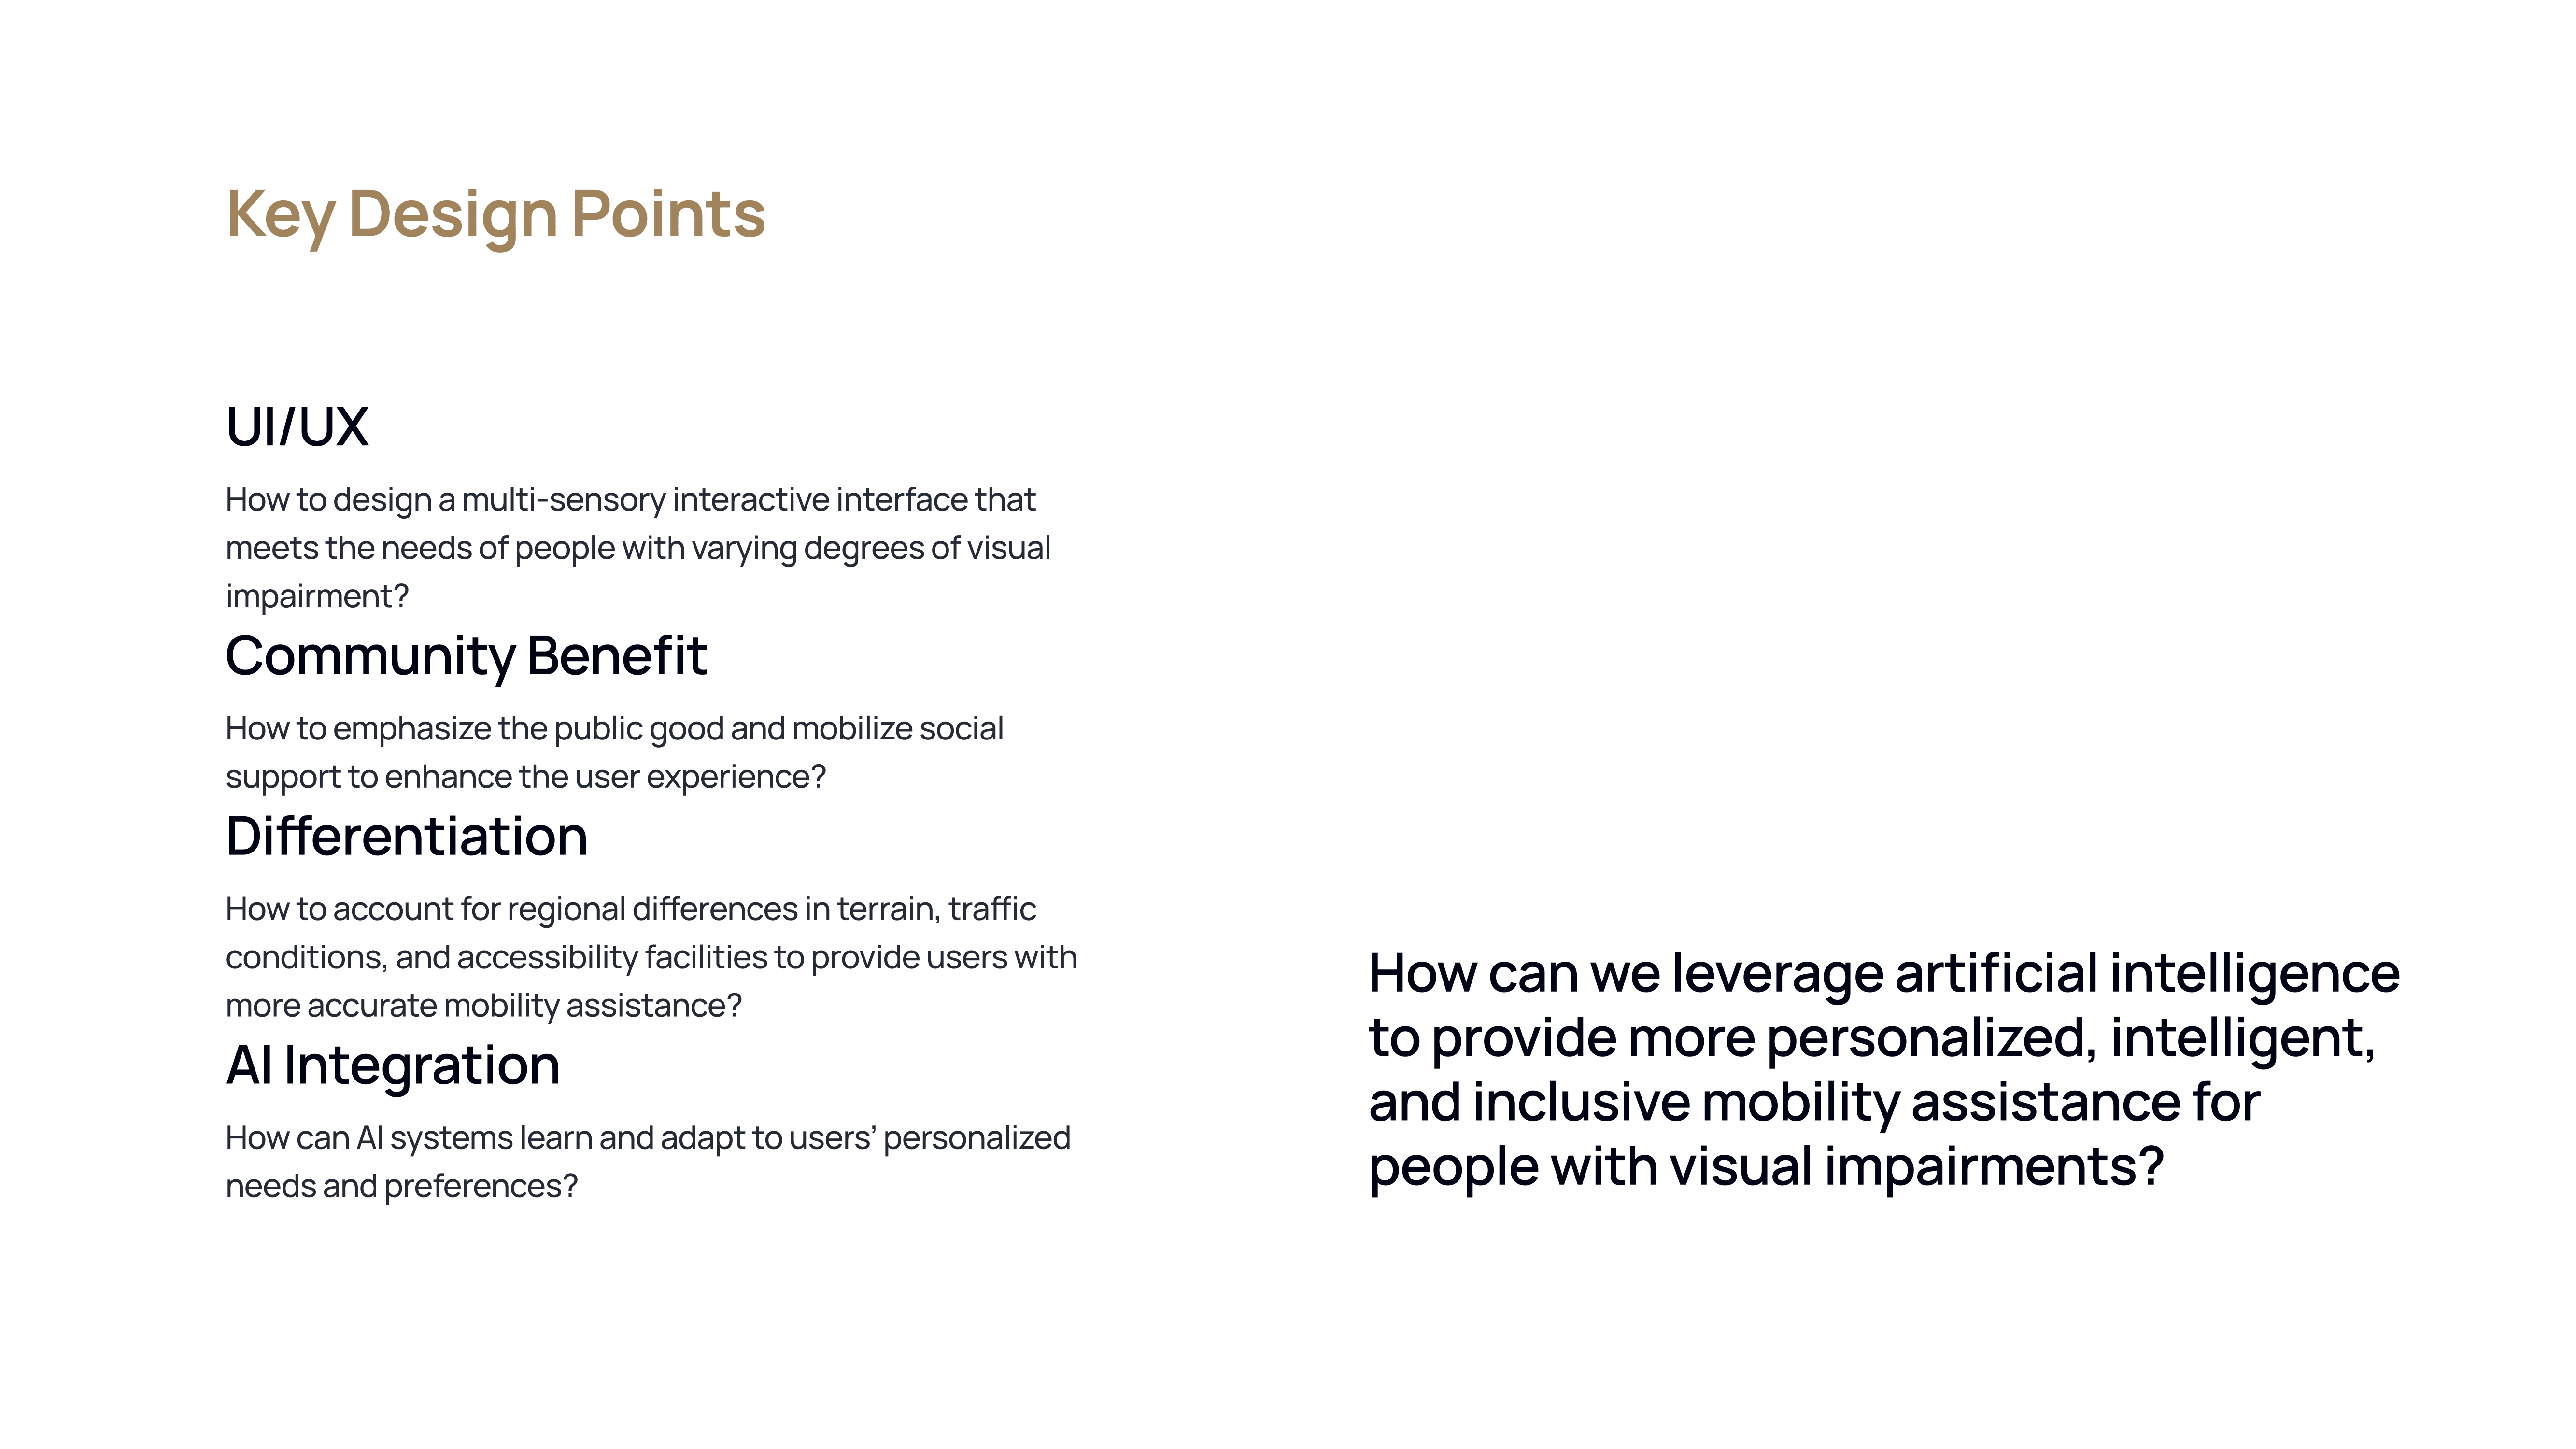 Key Design Points
UI/UX
How to design a multi-sensory interactive interface that
meets the needs of people with varying degrees of visual
impairment?
Community Benefit
How to emphasize the public good and mobilize social
support to enhance the user experience?
Differentiation
How to account for regional differences in terrain, traffic
conditions, and accessibility facilities to provide users with
more accurate mobility assistance?
AI Integration
How can AI systems learn and adapt to users’ personalized
needs and preferences?
How can we leverage artificial intelligence
to provide more personalized, intelligent,
and inclusive mobility assistance for
people with visual impairments?